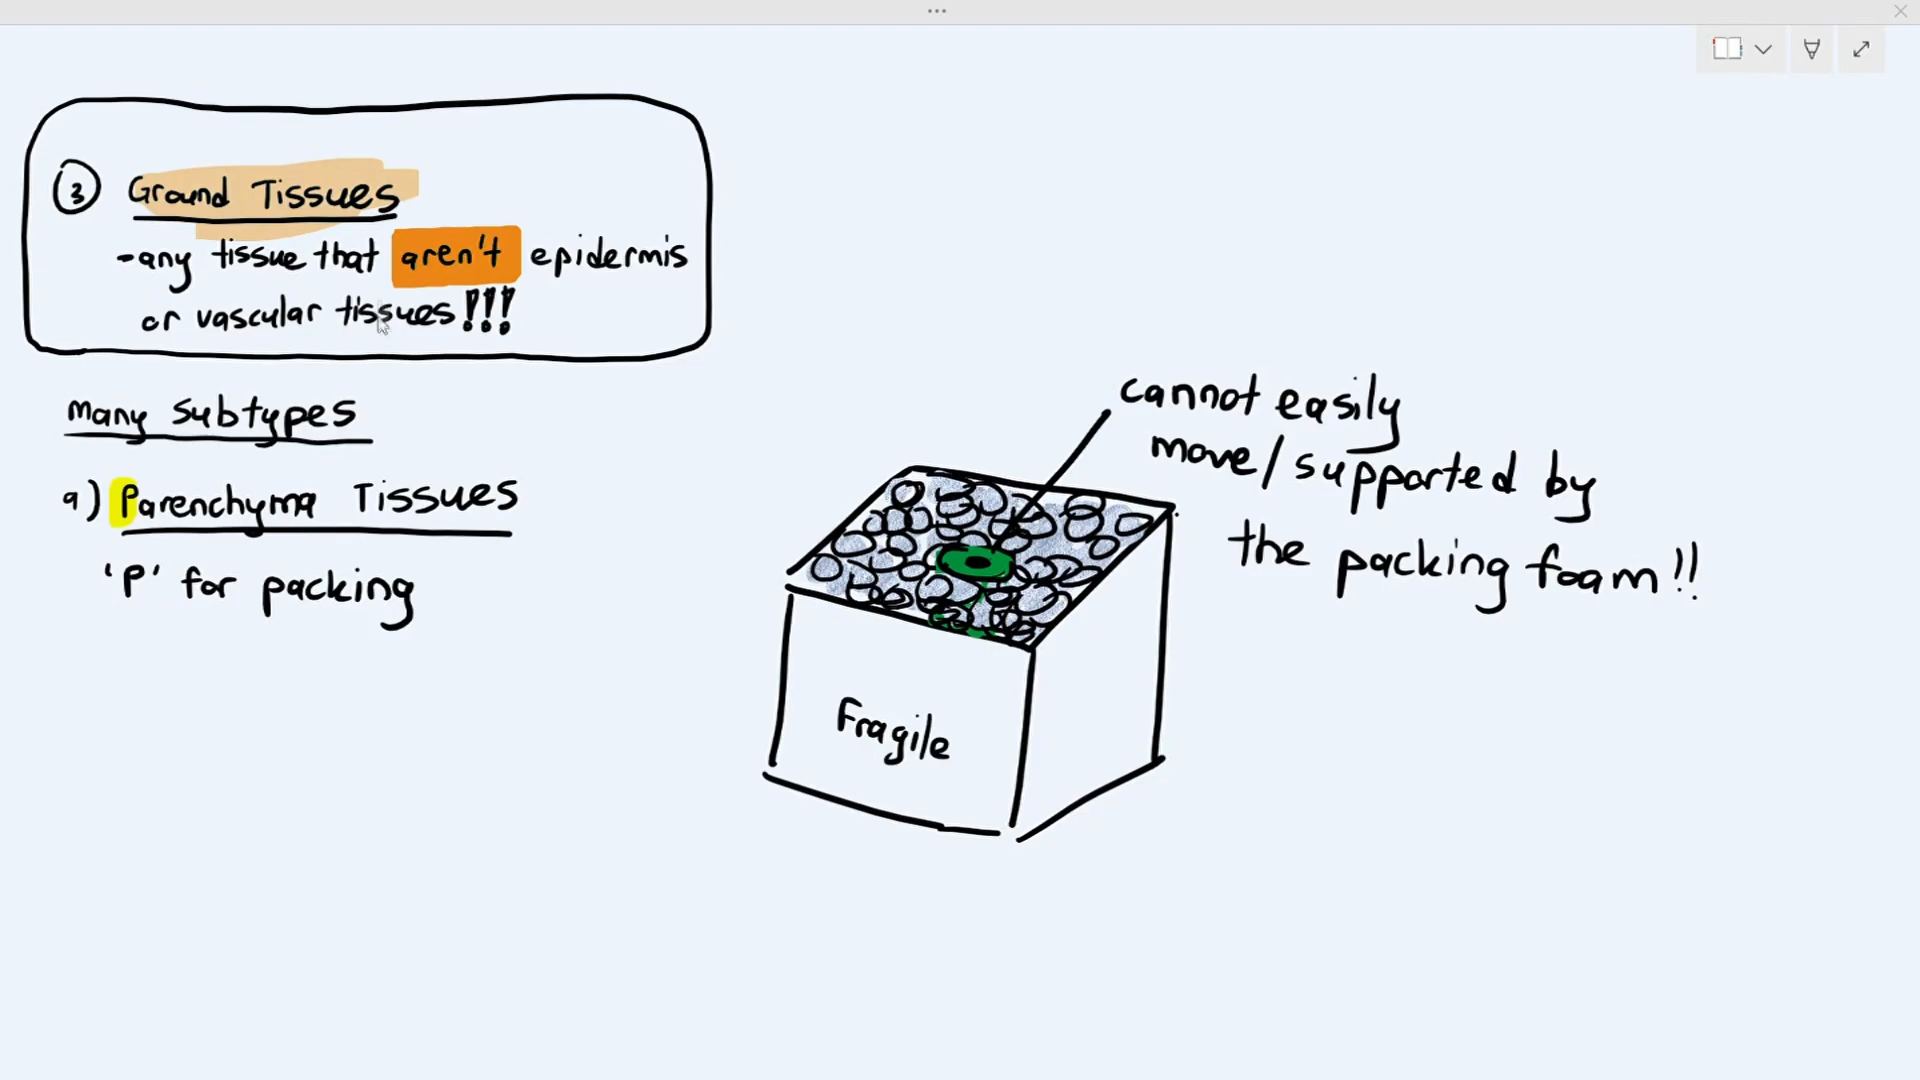 ③ Ground Tissues
-any tissue that aren't epidermis
or vascular tissues!!!
many subtypes
a) Parenchyma Tissues
'P' for packing
cannot easily
move/supported by
the packing foam!!
Fragile